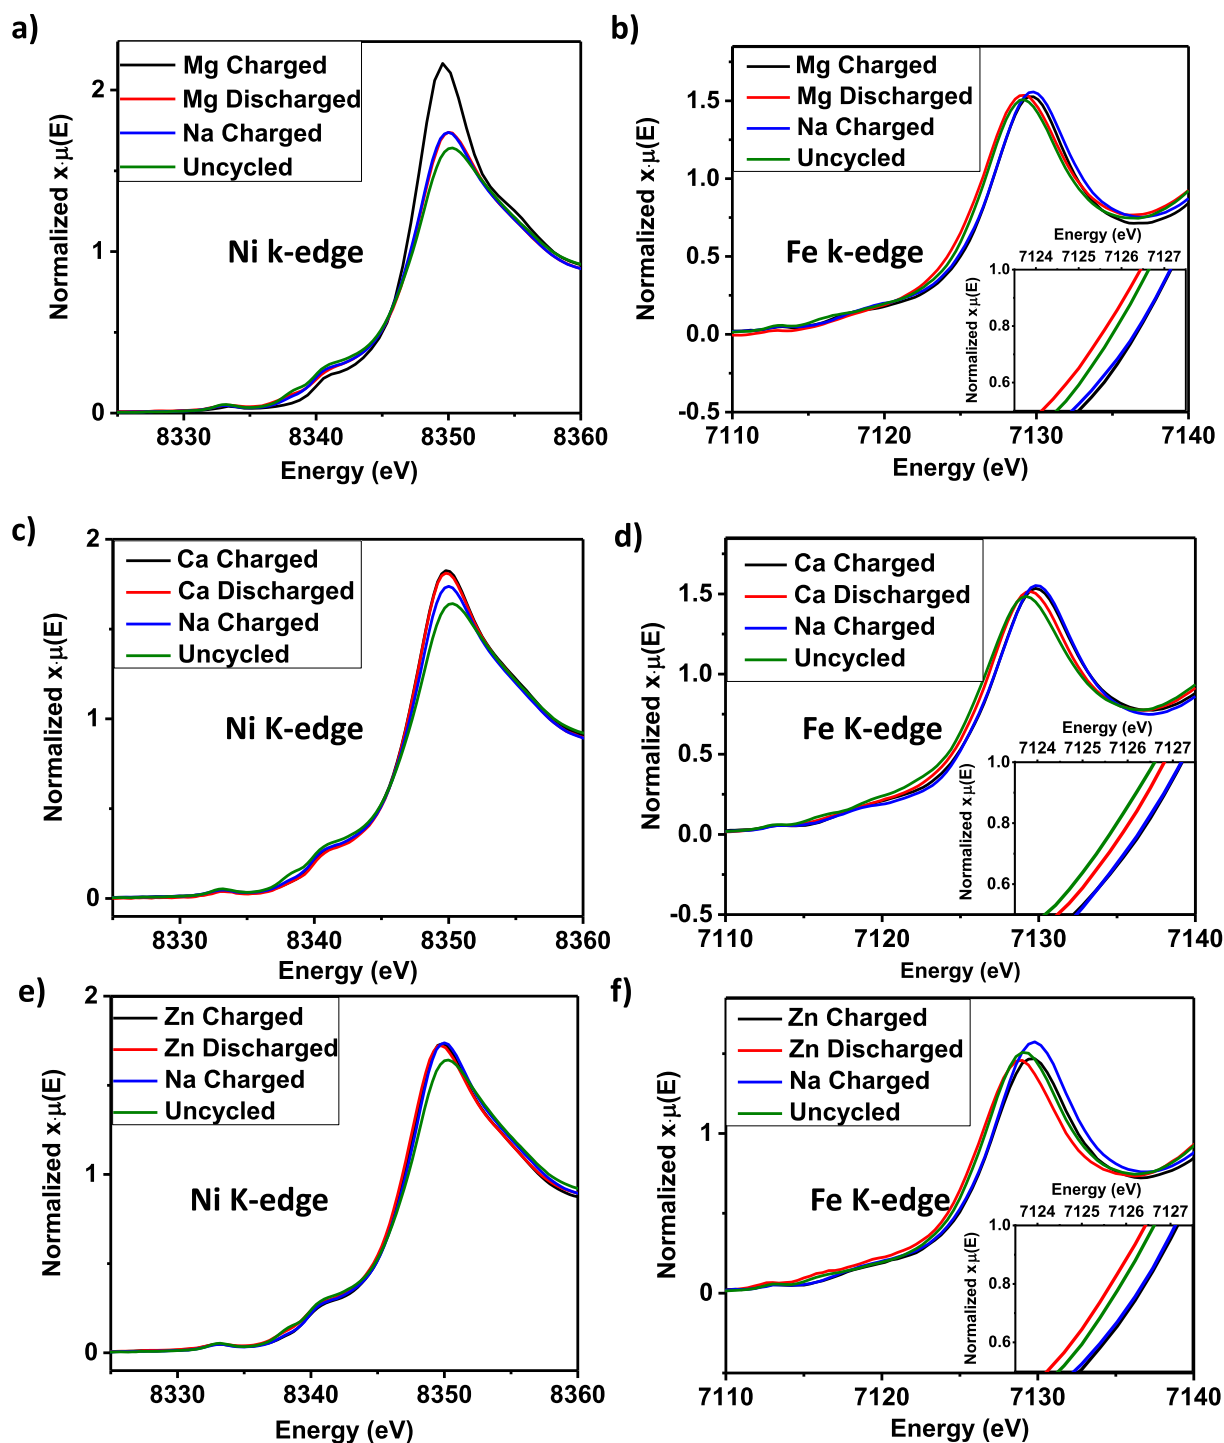 a)
Mg Charged
Mg Discharged
Na Charged
Uncycled
Ni k-edge
Normalized x·μ(E)
2
1
0
8330
8340
8350
8360
Energy (eV)
b)
Mg Charged
Mg Discharged
Na Charged
Uncycled
Fe k-edge
Normalized x·μ(E)
1.5
1.0
0.5
0.0
-0.5
7110
7120
7130
7140
Energy (eV)
Energy (eV)
7124
7125
7126
7127
Normalized x·μ(E)
1.0
0.8
0.6
c)
Ca Charged
Ca Discharged
Na Charged
Uncycled
Ni K-edge
Normalized x·μ(E)
2
1
0
8330
8340
8350
8360
Energy (eV)
d)
Ca Charged
Ca Discharged
Na Charged
Uncycled
Fe K-edge
Normalized x·μ(E)
1.5
1.0
0.5
0.0
-0.5
7110
7120
7130
7140
Energy (eV)
Energy (eV)
7124
7125
7126
7127
Normalized x·μ(E)
1.0
0.8
0.6
e)
Zn Charged
Zn Discharged
Na Charged
Uncycled
Ni K-edge
Normalized x·μ(E)
2
1
0
8330
8340
8350
8360
Energy (eV)
f)
Zn Charged
Zn Discharged
Na Charged
Uncycled
Fe K-edge
Normalized x·μ(E)
1
0
7110
7120
7130
7140
Energy (eV)
Energy (eV)
7124
7125
7126
7127
Normalized x·μ(E)
1.0
0.8
0.6